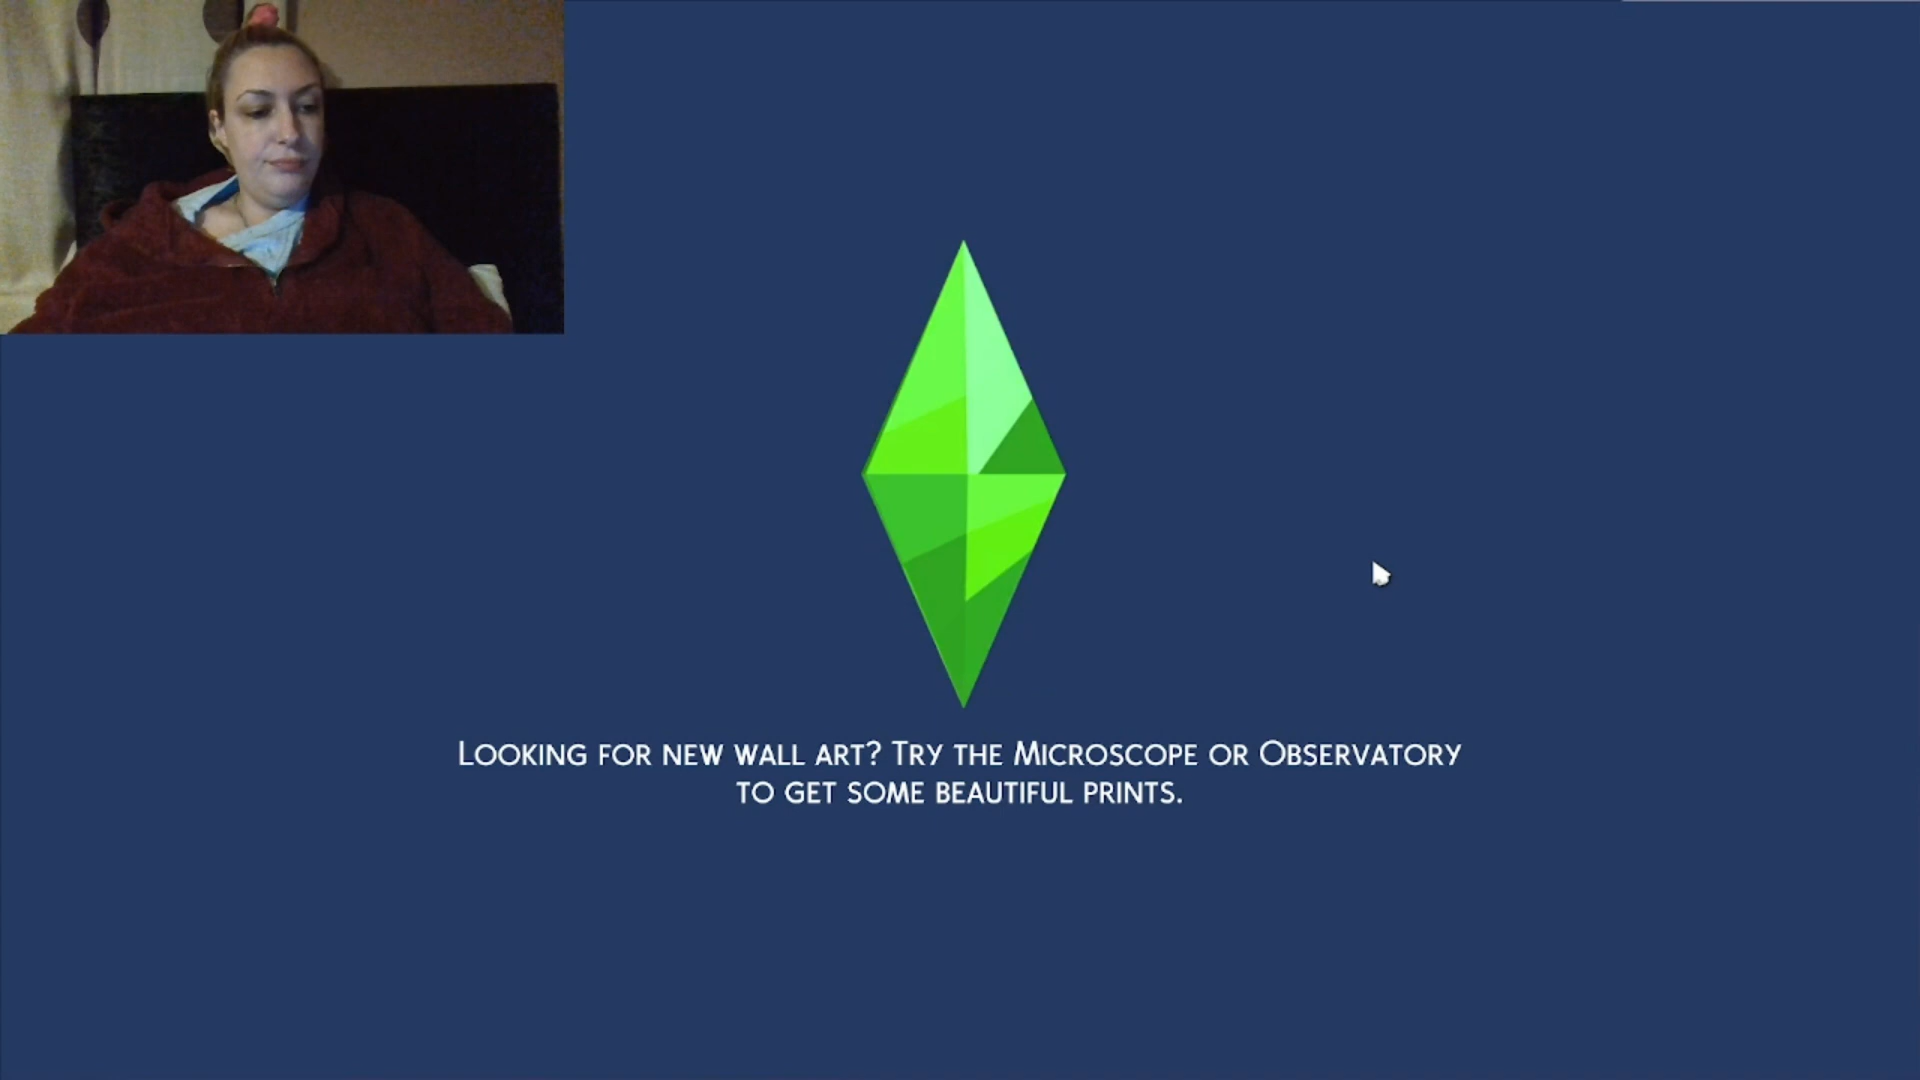 Looking for new wall art? Try the Microscope or Observatory
to get some beautiful prints.